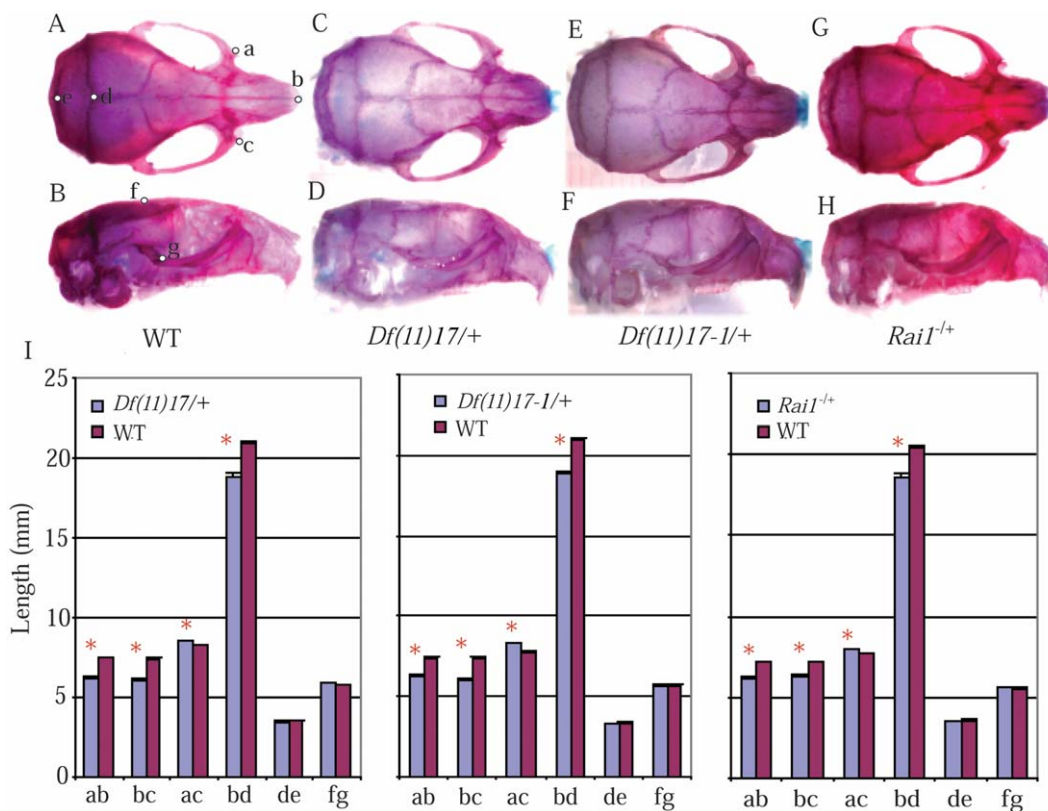 A
C
E
G
a
b
e
d
c
B
f
D
F
H
g
WT
Df(11)17/+
Df(11)17-1/+
Rai1-/+
I
Length (mm)
25
20
15
10
5
0
Df(11)17/+
WT
*
*
*
*
ab bc ac bd de fg
Df(11)17-1/+
WT
*
*
*
*
ab bc ac bd de fg
Rai1-/+
WT
*
*
*
*
ab bc ac bd de fg